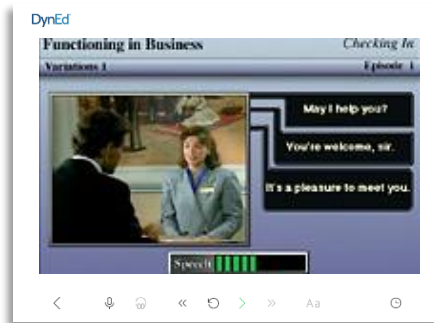 DynEd
Functioning in Business
Checking In
Variations 1
Episode 1
May I help you?
You're welcome, sir.
It's a pleasure to meet you.
Speech
Aa